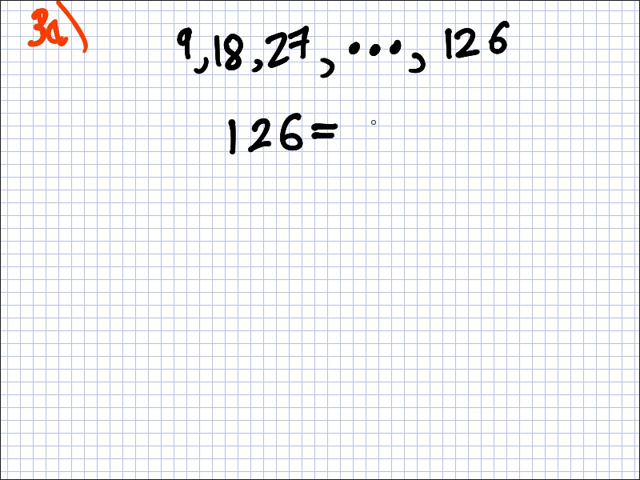 3a)
9, 18, 27, ..., 126
126 =